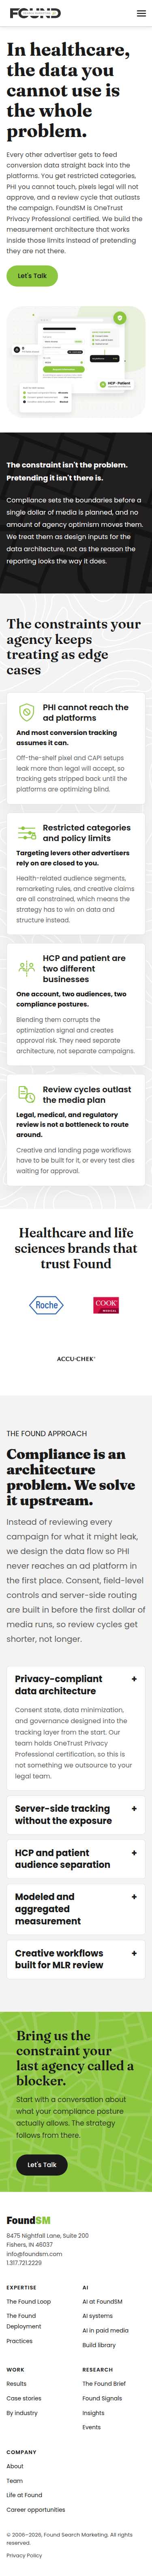 FOUND
In healthcare,
the data you
cannot use is
the whole
problem.
Every other advertiser gets to feed
conversion data straight back into the
platforms. You get restricted categories,
PHI you cannot touch, pixels legal will not
approve, and a review cycle that outlasts
the campaign. FoundSM is OneTrust
Privacy Professional certified. We build the
measurement architecture that works
inside those limits instead of pretending
they are not there.
Let's Talk
HCP · Patient
The constraint isn't the problem.
Pretending it isn't there is.
Compliance sets the boundaries before a
single dollar of media is planned, and no
amount of agency optimism moves them.
We treat them as design inputs for the
data architecture, not as the reason the
reporting looks the way it does.
The constraints your
agency keeps
treating as edge
cases
PHI cannot reach the
ad platforms
And most conversion tracking
assumes it can.
Off-the-shelf pixel and CAPI setups
leak more than legal will accept, so
tracking gets stripped back until the
platforms are optimizing blind.
Restricted categories
and policy limits
Targeting levers other advertisers
rely on are closed to you.
Health-related audience segments,
remarketing rules, and creative claims
are all constrained, which means the
strategy has to win on data and
structure instead.
HCP and patient are
two different
businesses
One account, two audiences, two
compliance postures.
Blending them corrupts the
optimization signal and creates
approval risk. They need separate
architecture, not separate campaigns.
Review cycles outlast
the media plan
Legal, medical, and regulatory
review is not a bottleneck to route
around.
Creative and landing page workflows
have to be built for it, or every test dies
waiting for approval.
Healthcare and life
sciences brands that
trust Found
Roche
COOK
MEDICAL
ACCU-CHEK
THE FOUND APPROACH
Compliance is an
architecture
problem. We solve
it upstream.
Instead of reviewing every
campaign for what it might leak,
we design the data flow so PHI
never reaches an ad platform in
the first place. Consent, field-level
controls and server-side routing
are built in before the first dollar of
media runs, so review cycles get
shorter, not longer.
Privacy-compliant
data architecture
+
Consent state, data minimization,
and governance designed into the
tracking layer from the start. Our
team holds OneTrust Privacy
Professional certification, so this is
not something we outsource to your
legal team.
Server-side tracking
without the exposure
+
HCP and patient
audience separation
+
Modeled and
aggregated
measurement
+
Creative workflows
built for MLR review
+
Bring us the
constraint your
last agency called a
blocker.
Start with a conversation about
what your compliance posture
actually allows. The strategy
follows from there.
Let's Talk
FoundSM
8475 Nightfall Lane, Suite 200
Fishers, IN 46037
info@foundsm.com
1.317.721.2229
EXPERTISE
The Found Loop
The Found
Deployment
Practices
AI
AI at FoundSM
AI systems
AI in paid media
Build library
WORK
Results
Case stories
By industry
RESEARCH
The Found Brief
Found Signals
Insights
Events
COMPANY
About
Team
Life at Found
Career opportunities
© 2006–2026, Found Search Marketing. All rights
reserved.
Privacy Policy